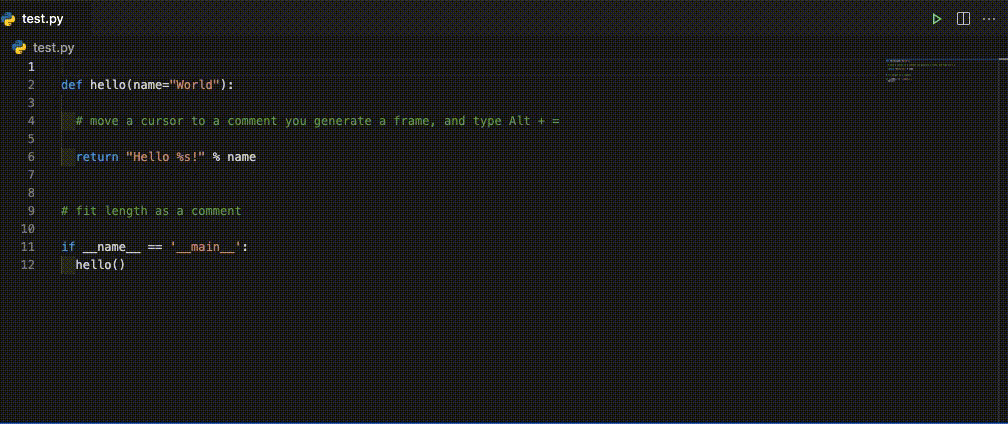 test.py
test.py
1
2 def hello(name="World"):
3
4 # move a cursor to a comment you generate a frame, and type Alt + =
5
6 return "Hello %s!" % name
7
8
9 # fit length as a comment
10
11 if __name__ == '__main__':
12 hello()